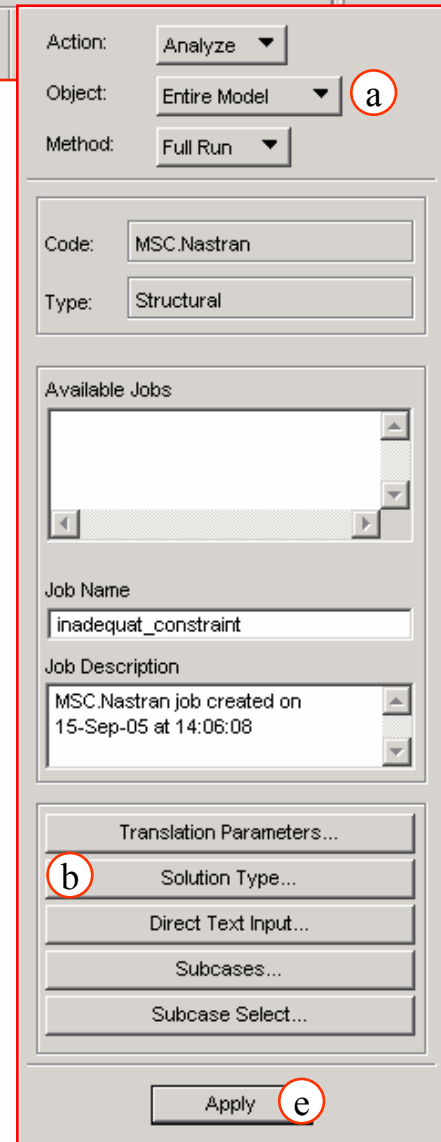 Action: Analyze
Object: Entire Model a
Method: Full Run
Code: MSC.Nastran
Type: Structural
Available Jobs
Job Name
inadequat_constraint
Job Description
MSC.Nastran job created on
15-Sep-05 at 14:06:08
Translation Parameters...
b Solution Type...
Direct Text Input...
Subcases...
Subcase Select...
Apply e